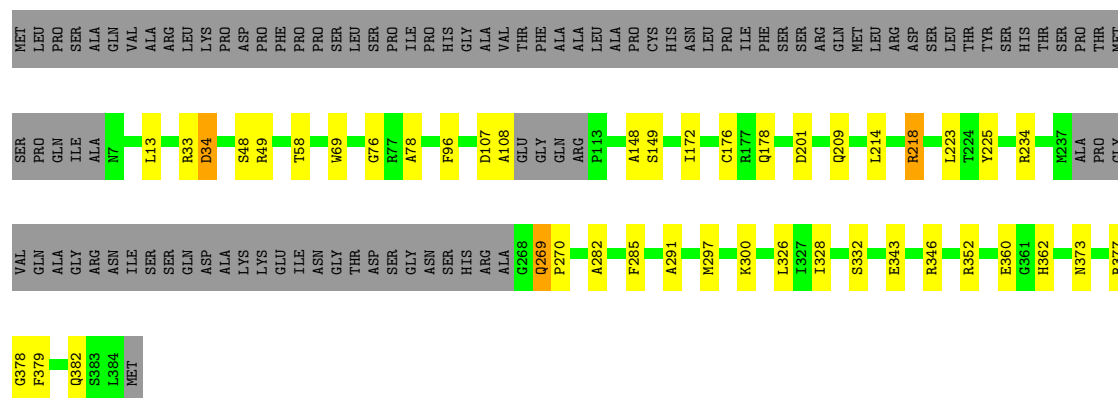 MET LEU PRO SER ALA GLN VAL ALA ARG LEU LYS PRO ASP PRO PHE PRO PRO SER LEU SER PRO ILE PRO HIS GLY ALA VAL THR PHE ALA ALA LEU ALA PRO CYS HIS ASN LEU PRO ILE PHE SER SER ARG GLN MET LEU ARG ASP SER LEU THR TYR SER HIS THR SER PRO THR MET
SER PRO GLN ILE ALA N7 L13 R33 D34 S48 R49 T58 W69 G76 R77 A78 F96 D107 A108 GLU GLY GLN ARG P113 A148 S149 I172 C176 R177 Q178 D201 Q209 L214 R218 L223 T224 Y225 R234 M237 ALA PRO GLY
VAL GLN ALA GLY ARG ASN ILE SER SER GLN ASP ALA LYS LYS GLU ILE ASN GLY THR ASP SER GLY ASN SER HIS ARG ALA G268 Q269 P270 A282 F285 A291 M297 K300 L326 I327 I328 S332 E343 R346 R352 E360 G361 H362 N373
G378 F379 Q382 S383 L384 MET